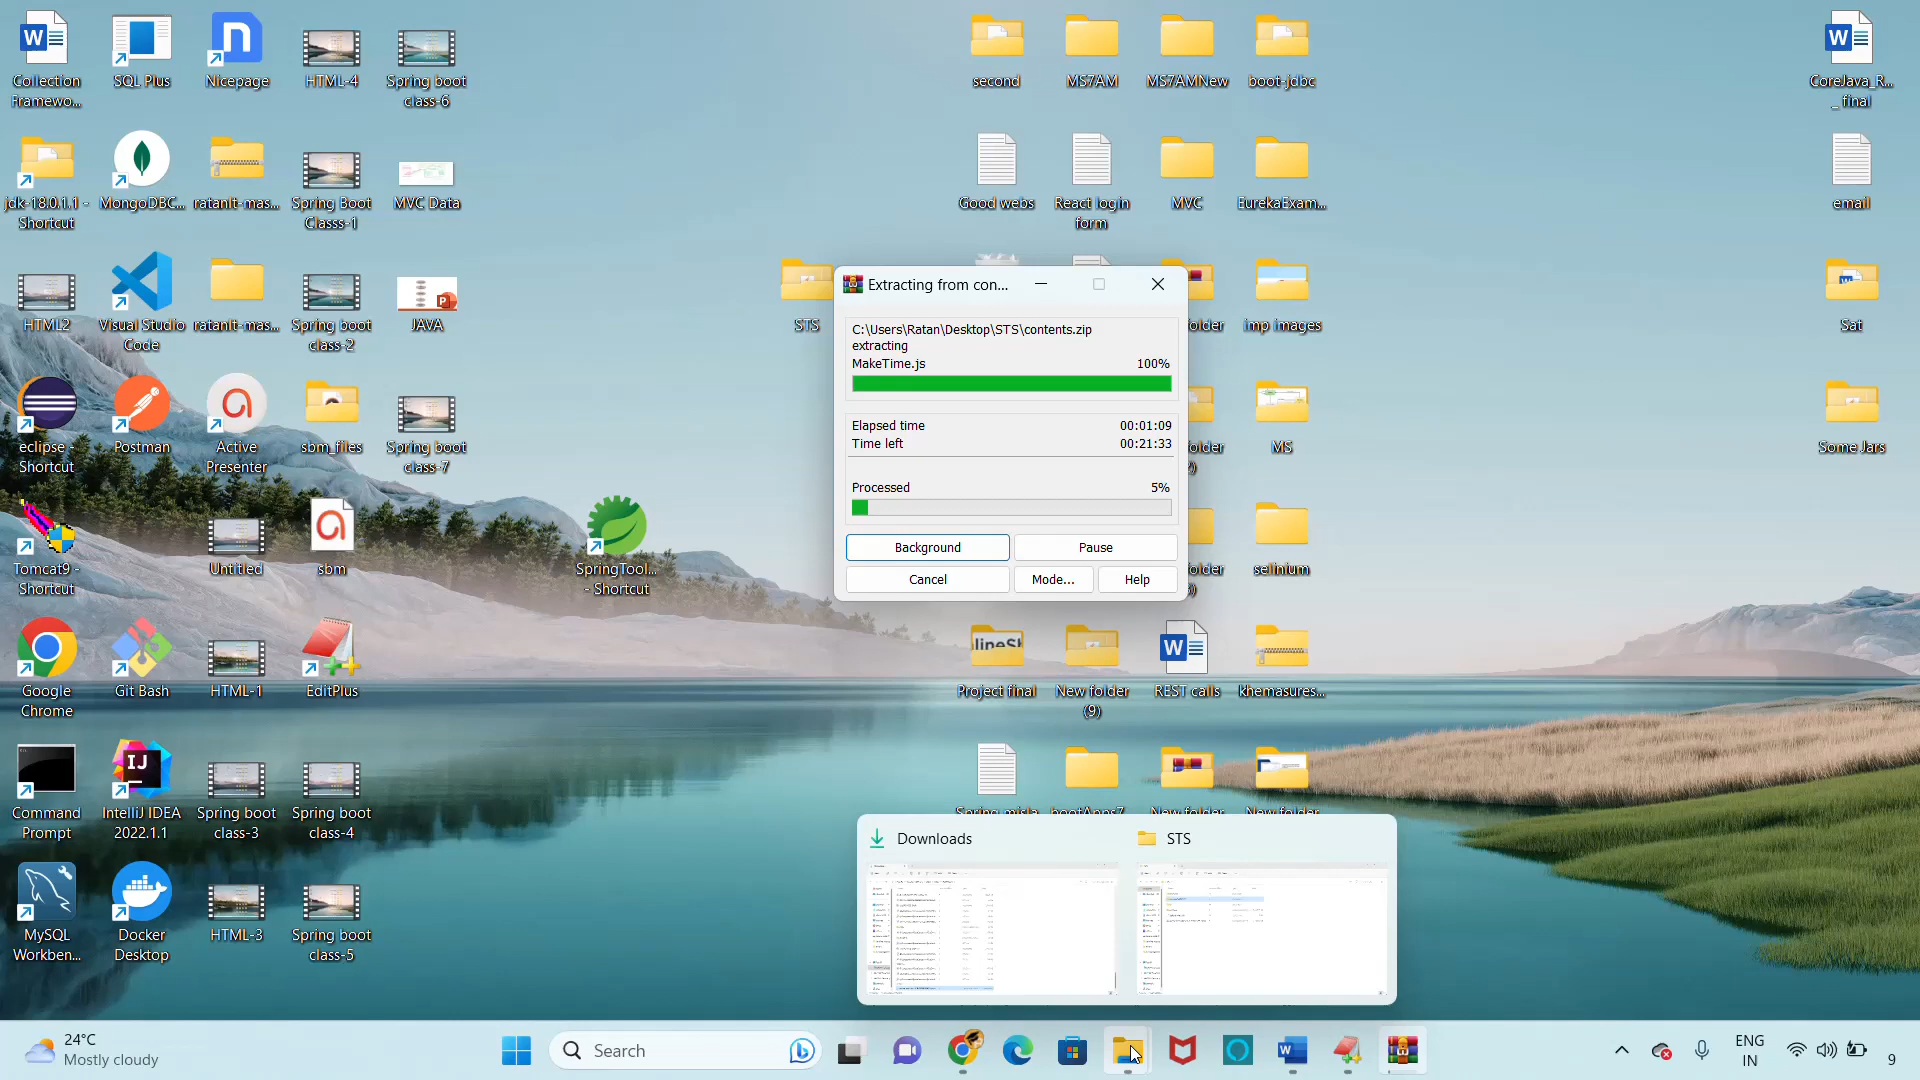 Collection
Framewo...
SQL Plus
Nicepage
HTML-4
Spring boot
class-6
second
MS7AM
MS7AMNew
boot-jdbc
CoreJava_R...
_ final
jdk-18.0.1.1 -
Shortcut
MongoDBC...
ratanIt-mas...
Spring Boot
Classs-1
MVC Data
Good webs
React login
form
MVC
EurekaExam...
email
HTML2
Visual Studio
Code
ratanit-mas...
Spring boot
class-2
JAVA
STS
imp images
Sat
Extracting from con...
C:\Users\Ratan\Desktop\STS\contents.zip
extracting
MakeTime.js 100%
Elapsed time 00:01:09
Time left 00:21:33
Processed 5%
Background
Pause
Cancel
Mode...
Help
eclipse -
Shortcut
Postman
Active
Presenter
sbm_files
Spring boot
class-7
MS
Some Jars
Tomcat9 -
Shortcut
Untitled
sbm
SpringTool...
- Shortcut
selinium
Google
Chrome
Git Bash
HTML-1
EditPlus
Project final
New folder
(9)
REST calls
khemasures...
Command
Prompt
IntelliJ IDEA
2022.1.1
Spring boot
class-3
Spring boot
class-4
MySQL
Workben...
Docker
Desktop
HTML-3
Spring boot
class-5
Downloads
STS
24°C
Mostly cloudy
Search
ENG
IN
9